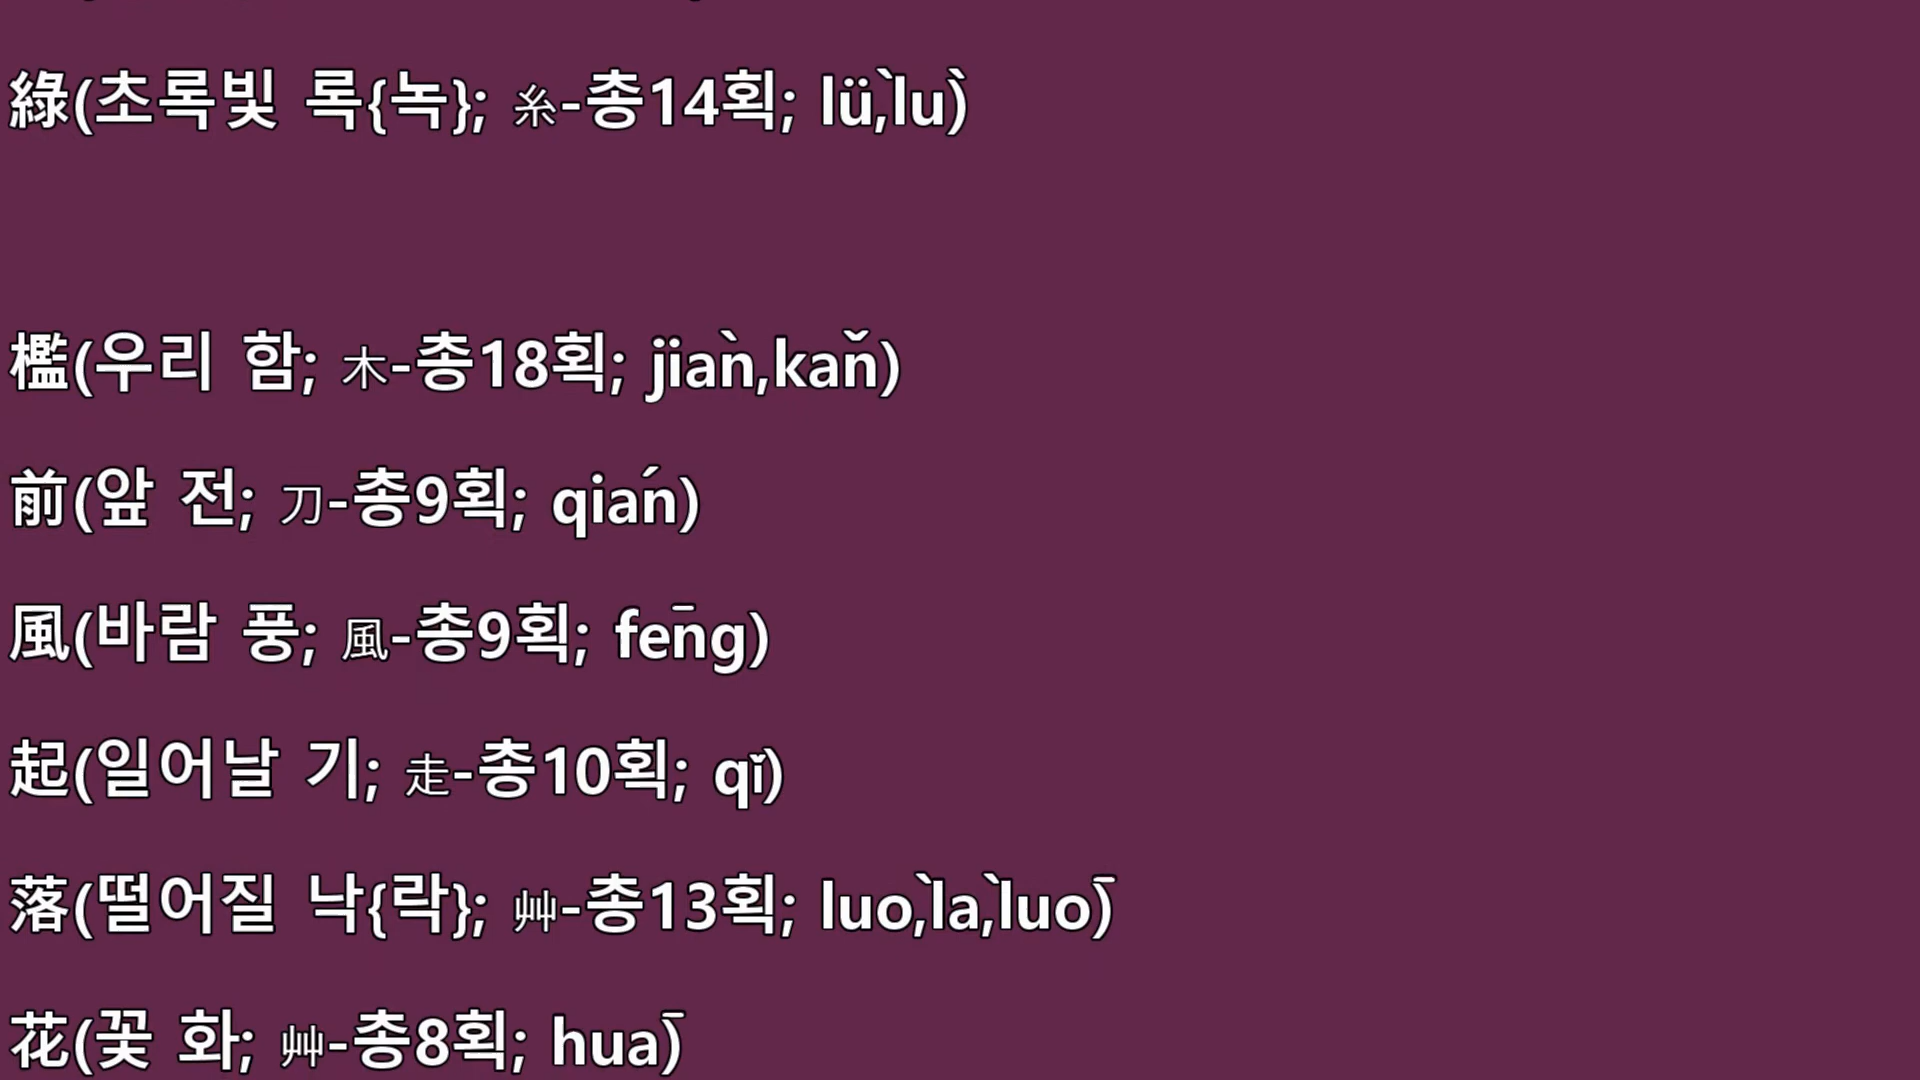 綠(초록빛 록{녹}; 糸-총14획; lǜ,lù)
檻(우리 함; 木-총18획; jiàn,kǎn)
前(앞 전; 刀-총9획; qián)
風(바람 풍; 風-총9획; fēng)
起(일어날 기; 走-총10획; qǐ)
落(떨어질 낙{락}; 艸-총13획; luò,là,luō)
花(꽃 화; 艸-총8획; huā)